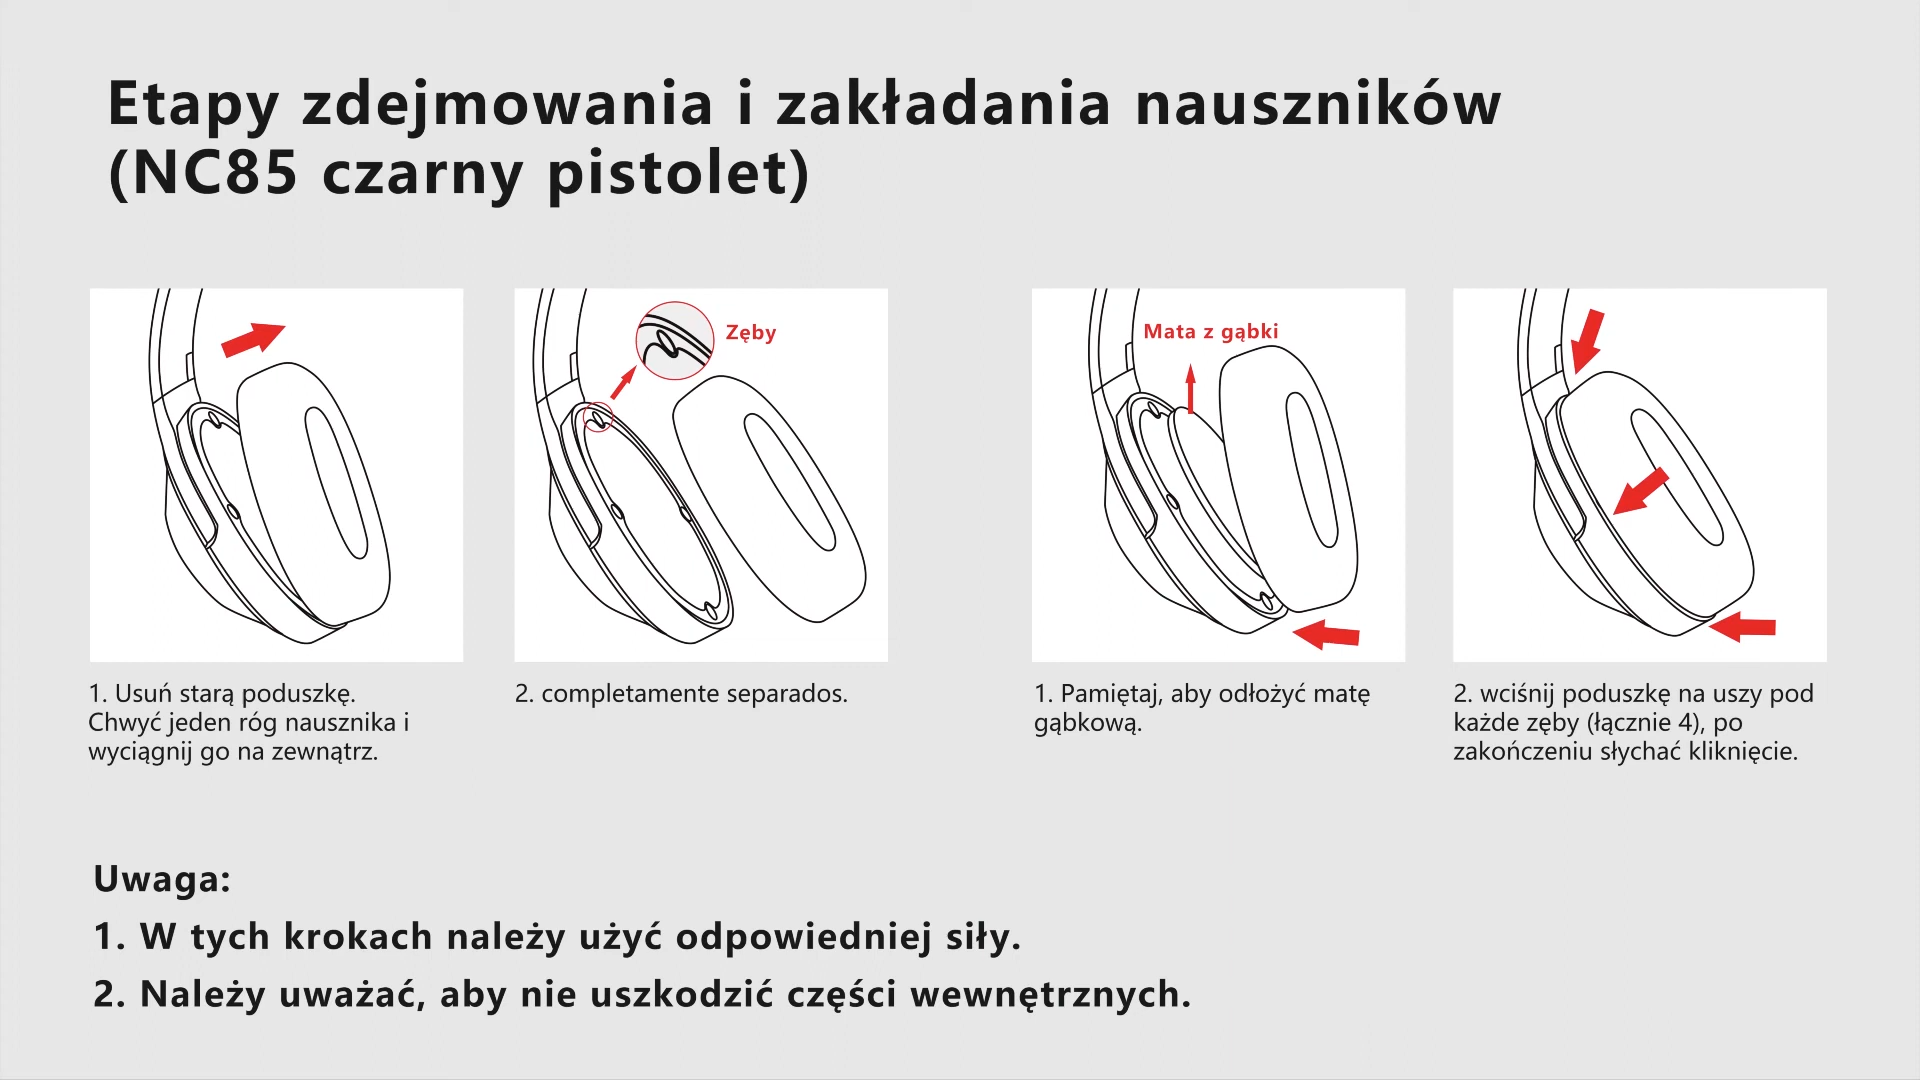 Etapy zdejmowania i zakładania nauszników
(NC85 czarny pistolet)
Zęby
Mata z gąbki
1. Usuń starą poduszkę.
Chwyć jeden róg nausznika i
wyciągnij go na zewnątrz.
2. completamente separados.
1. Pamiętaj, aby odłożyć matę
gąbkową.
2. wciśnij poduszkę na uszy pod
każde zęby (łącznie 4), po
zakończeniu słychać kliknięcie.
Uwaga:
1. W tych krokach należy użyć odpowiedniej siły.
2. Należy uważać, aby nie uszkodzić części wewnętrznych.